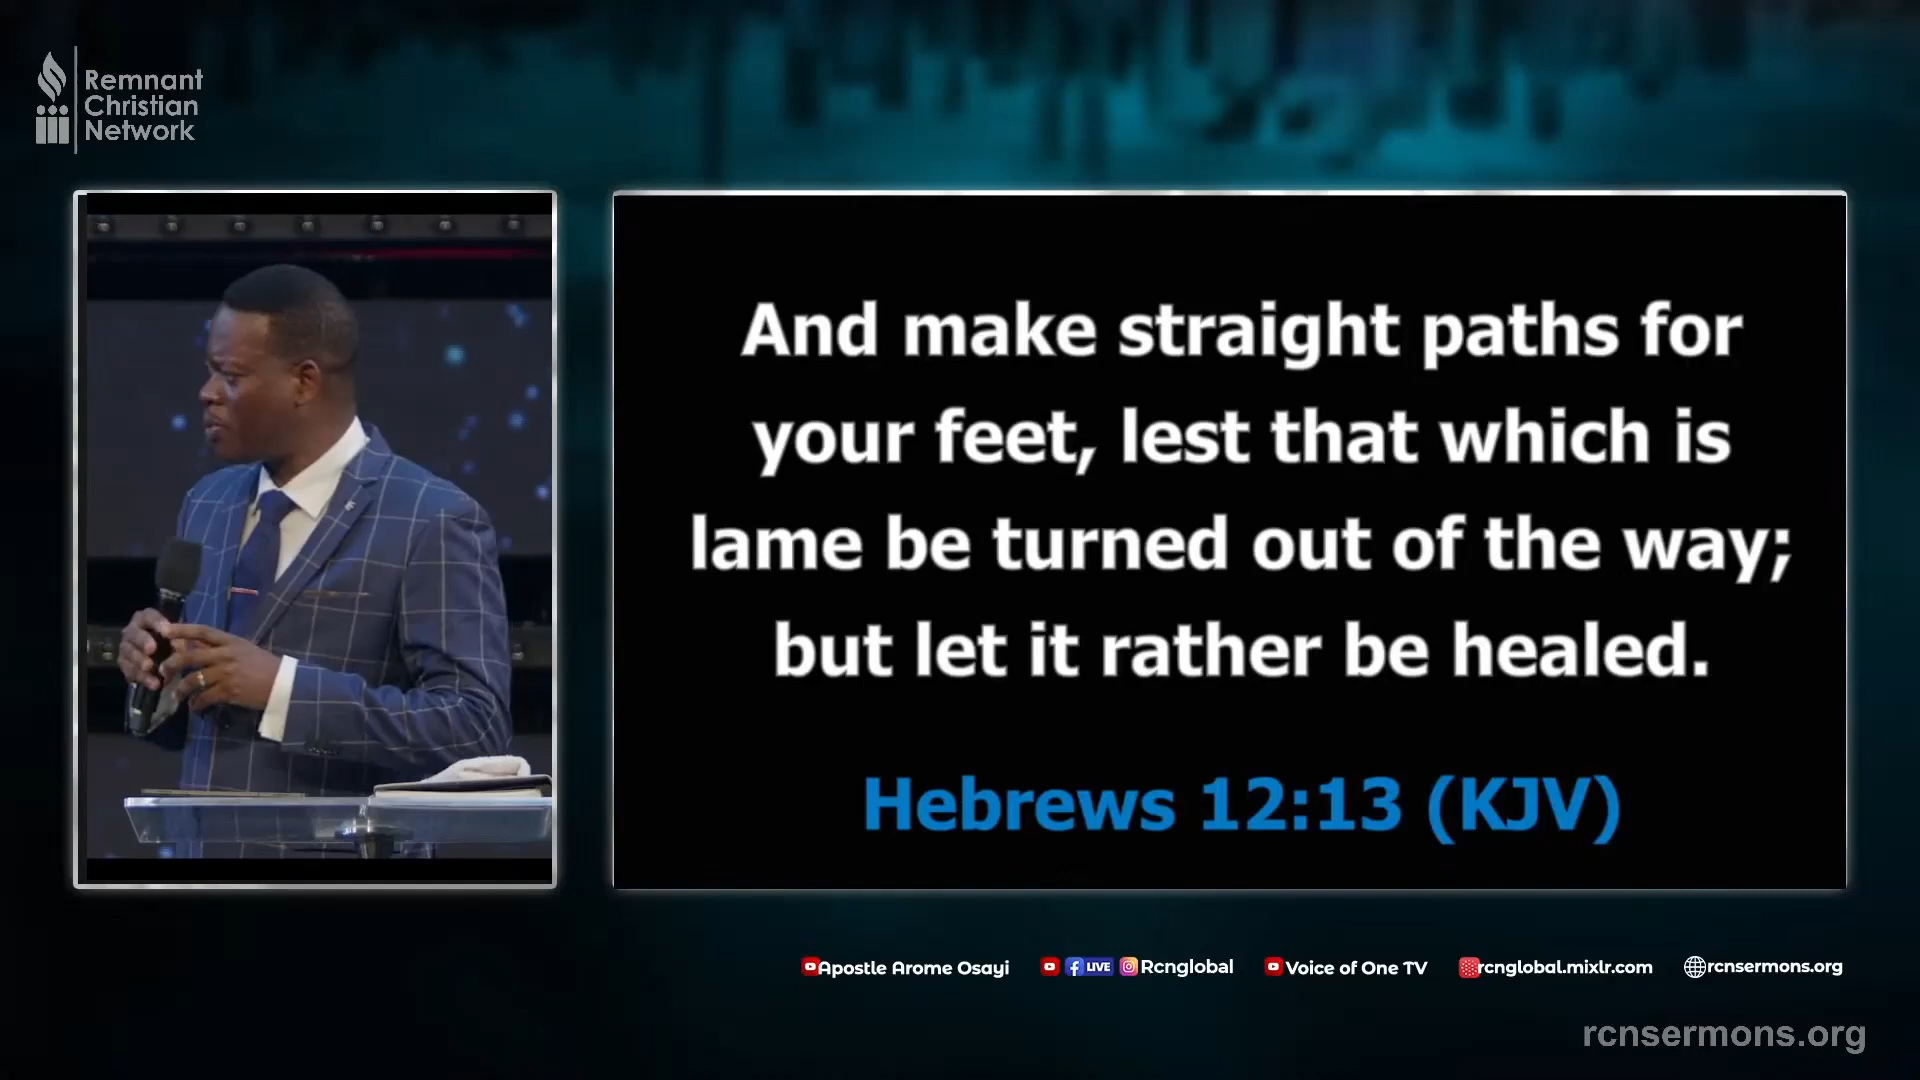 Remnant
Christian
Network
And make straight paths for
your feet, lest that which is
lame be turned out of the way;
but let it rather be healed.
Hebrews 12:13 (KJV)
Apostle Arome Osayi
LIVE Rcnglobal
Voice of One TV
rcnglobal.mixlr.com
rcnsermons.org
rcnsermons.org